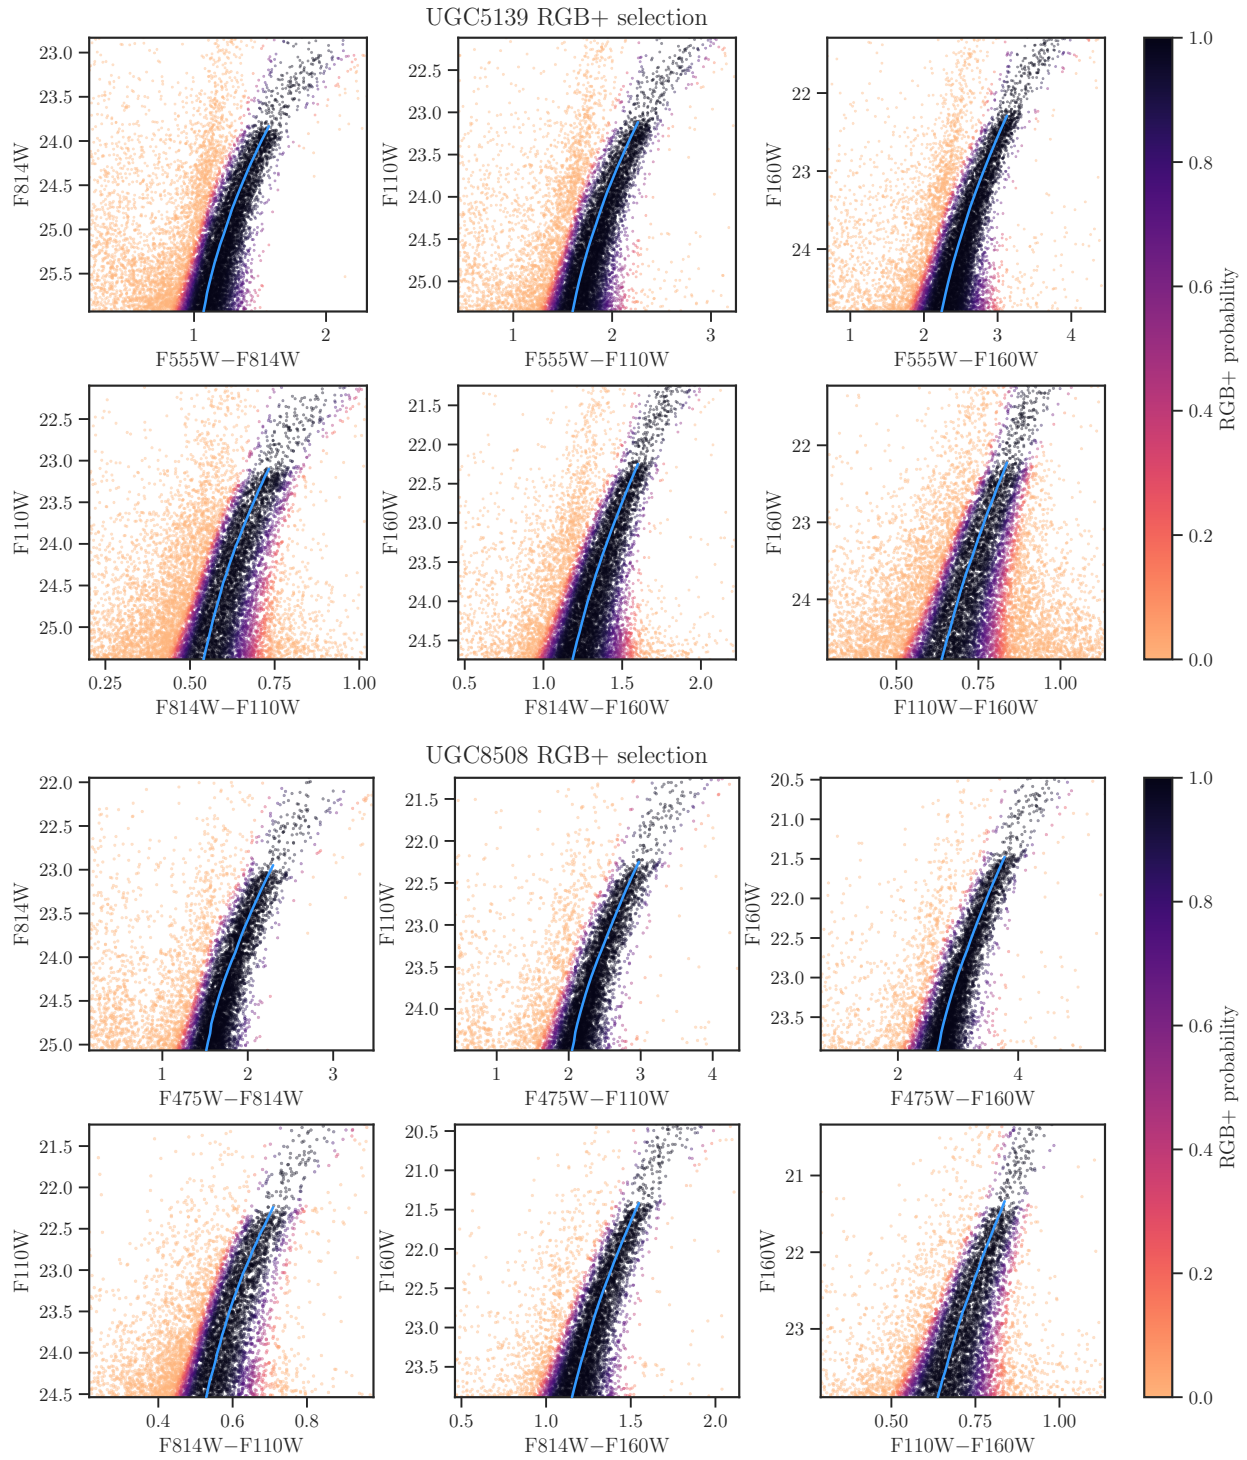 UGC5139 RGB+ selection
23.0
23.5
24.0
24.5
25.0
25.5
F814W
1 2
F555W−F814W
22.5
23.0
23.5
24.0
24.5
25.0
F110W
1 2 3
F555W−F110W
22
23
24
F160W
1 2 3 4
F555W−F160W
22.5
23.0
23.5
24.0
24.5
25.0
F110W
0.25 0.50 0.75 1.00
F814W−F110W
21.5
22.0
22.5
23.0
23.5
24.0
24.5
F160W
0.5 1.0 1.5 2.0
F814W−F160W
22
23
24
F160W
0.50 0.75 1.00
F110W−F160W
1.0
0.8
0.6
0.4
0.2
0.0
RGB+ probability
UGC8508 RGB+ selection
22.0
22.5
23.0
23.5
24.0
24.5
25.0
F814W
1 2 3
F475W−F814W
21.5
22.0
22.5
23.0
23.5
24.0
F110W
1 2 3 4
F475W−F110W
20.5
21.0
21.5
22.0
22.5
23.0
23.5
F160W
2 4
F475W−F160W
21.5
22.0
22.5
23.0
23.5
24.0
24.5
F110W
0.4 0.6 0.8
F814W−F110W
20.5
21.0
21.5
22.0
22.5
23.0
23.5
F160W
0.5 1.0 1.5 2.0
F814W−F160W
21
22
23
F160W
0.50 0.75 1.00
F110W−F160W
1.0
0.8
0.6
0.4
0.2
0.0
RGB+ probability